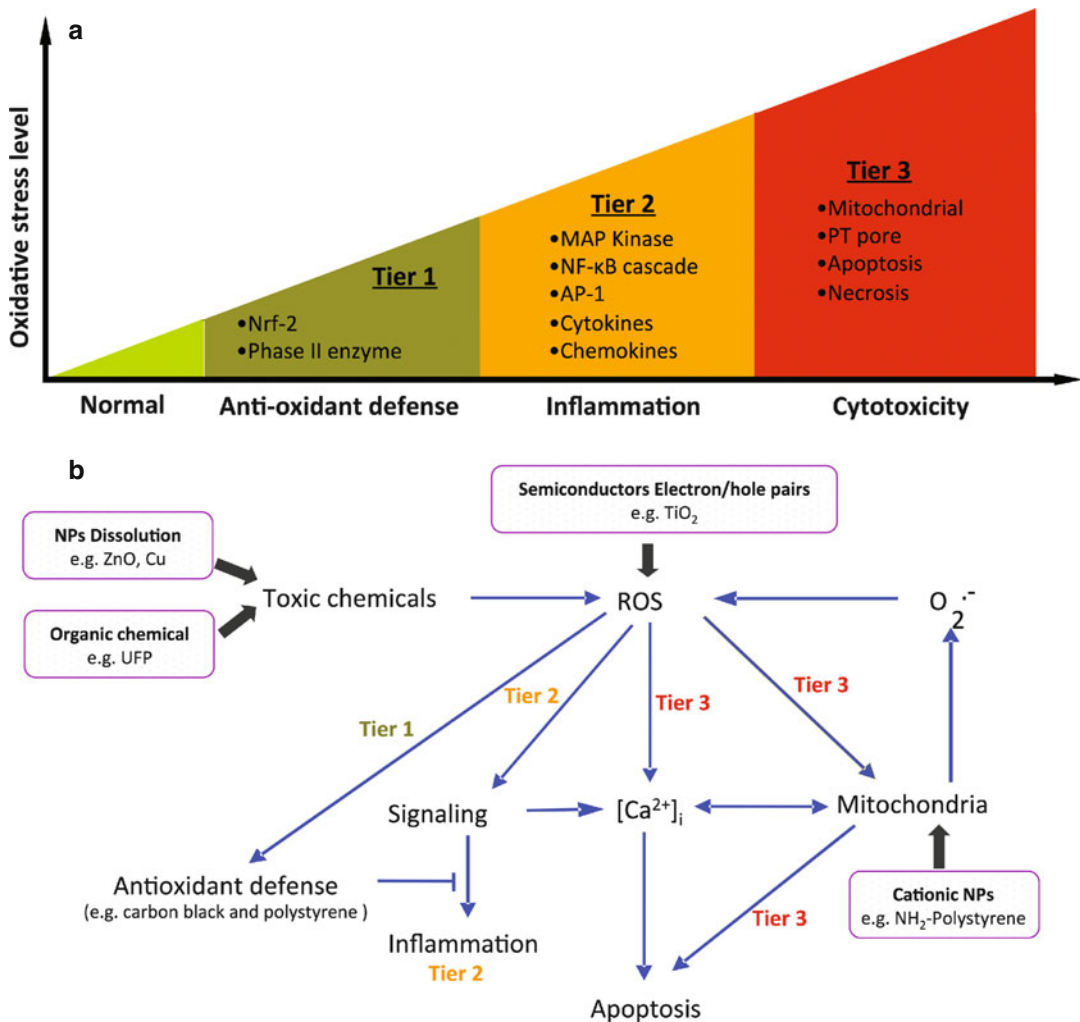 a
Oxidative stress level
Tier 1
•Nrf-2
•Phase II enzyme
Tier 2
•MAP Kinase
•NF-κB cascade
•AP-1
•Cytokines
•Chemokines
Tier 3
•Mitochondrial
•PT pore
•Apoptosis
•Necrosis
Normal
Anti-oxidant defense
Inflammation
Cytotoxicity
b
Semiconductors Electron/hole pairs
e.g. TiO₂
NPs Dissolution
e.g. ZnO, Cu
Organic chemical
e.g. UFP
Toxic chemicals
ROS
O₂·⁻
Tier 1
Tier 2
Tier 3
Tier 3
Signaling
[Ca²⁺]ᵢ
Mitochondria
Antioxidant defense
(e.g. carbon black and polystyrene )
Inflammation
Tier 2
Tier 3
Cationic NPs
e.g. NH₂-Polystyrene
Apoptosis